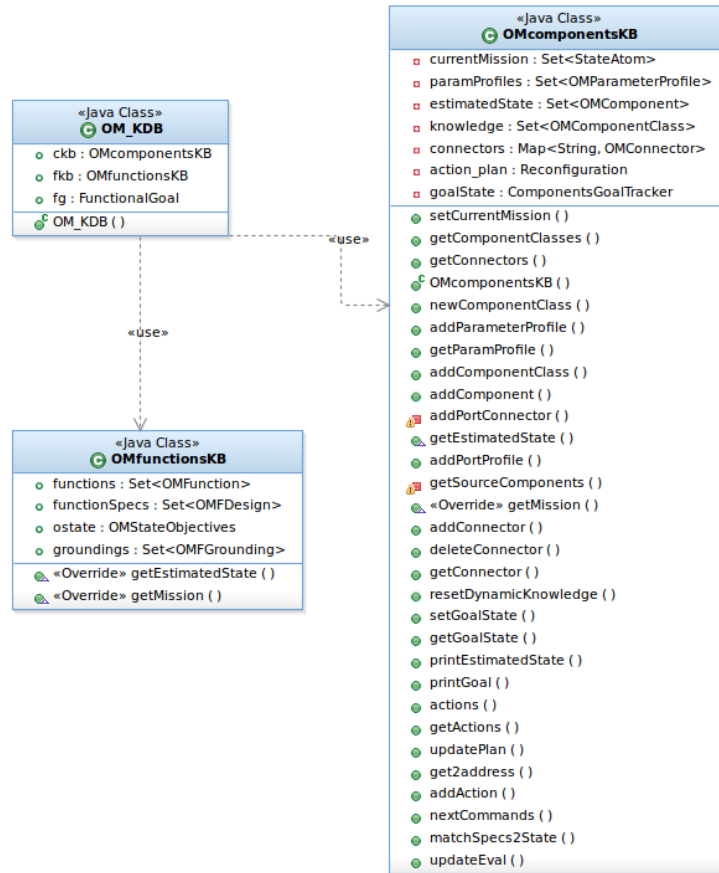 «Java Class»
OM_KDB
ckb : OMcomponentsKB
fkb : OMfunctionsKB
fg : FunctionalGoal
OM_KDB ( )
«use»
«use»
«Java Class»
OMfunctionsKB
functions : Set<OMFunction>
functionSpecs : Set<OMFDesign>
ostate : OMStateObjectives
groundings : Set<OMFGrounding>
«Override» getEstimatedState ( )
«Override» getMission ( )
«Java Class»
OMcomponentsKB
currentMission : Set<StateAtom>
paramProfiles : Set<OMParameterProfile>
estimatedState : Set<OMComponent>
knowledge : Set<OMComponentClass>
connectors : Map<String, OMConnector>
action_plan : Reconfiguration
goalState : ComponentsGoalTracker
setCurrentMission ( )
getComponentClasses ( )
getConnectors ( )
OMcomponentsKB ( )
newComponentClass ( )
addParameterProfile ( )
getParamProfile ( )
addComponentClass ( )
addComponent ( )
addPortConnector ( )
getEstimatedState ( )
addPortProfile ( )
getSourceComponents ( )
«Override» getMission ( )
addConnector ( )
deleteConnector ( )
getConnector ( )
resetDynamicKnowledge ( )
setGoalState ( )
getGoalState ( )
printEstimatedState ( )
printGoal ( )
actions ( )
getActions ( )
updatePlan ( )
get2address ( )
addAction ( )
nextCommands ( )
matchSpecs2State ( )
updateEval ( )